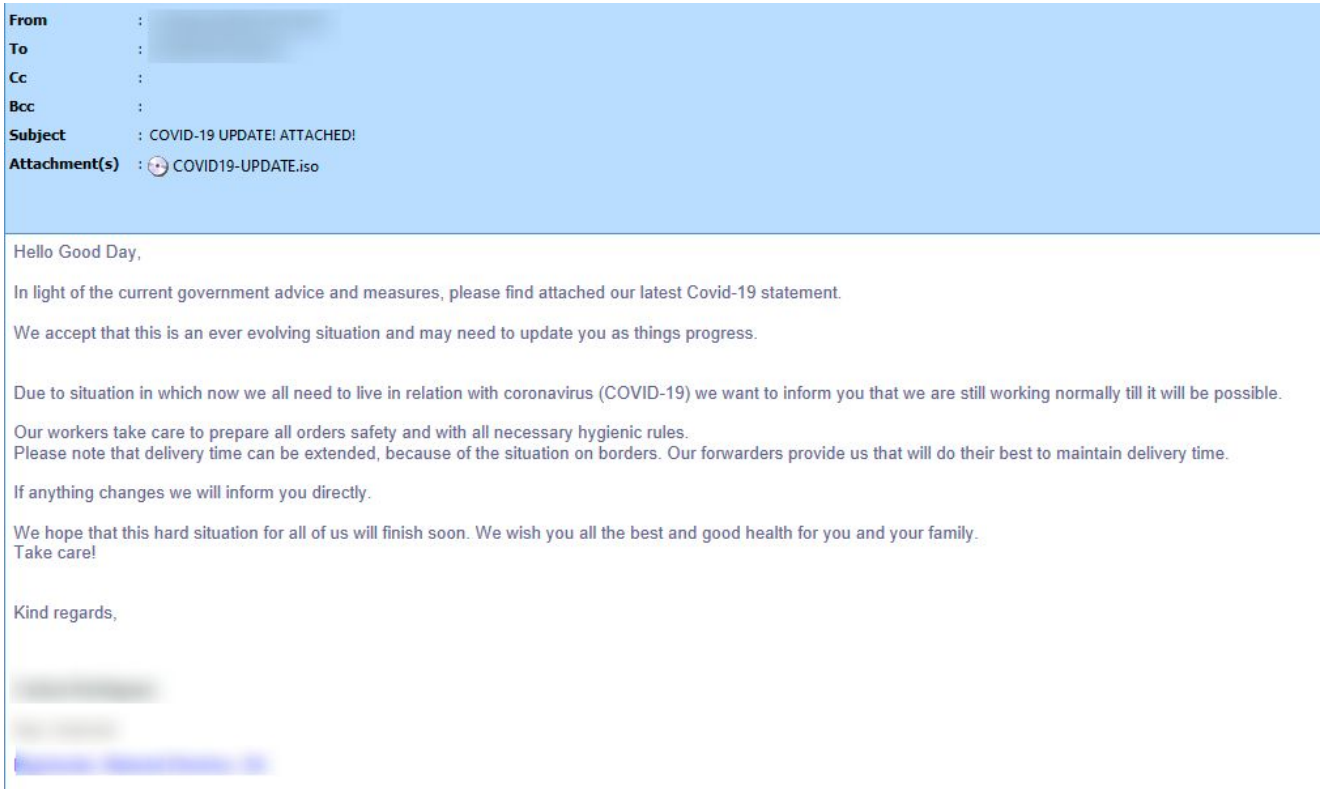 From :
To :
Cc :
Bcc :
Subject : COVID-19 UPDATE! ATTACHED!
Attachment(s) : COVID19-UPDATE.iso
Hello Good Day,
In light of the current government advice and measures, please find attached our latest Covid-19 statement.
We accept that this is an ever evolving situation and may need to update you as things progress.
Due to situation in which now we all need to live in relation with coronavirus (COVID-19) we want to inform you that we are still working normally till it will be possible.
Our workers take care to prepare all orders safety and with all necessary hygienic rules.
Please note that delivery time can be extended, because of the situation on borders. Our forwarders provide us that will do their best to maintain delivery time.
If anything changes we will inform you directly.
We hope that this hard situation for all of us will finish soon. We wish you all the best and good health for you and your family.
Take care!
Kind regards,